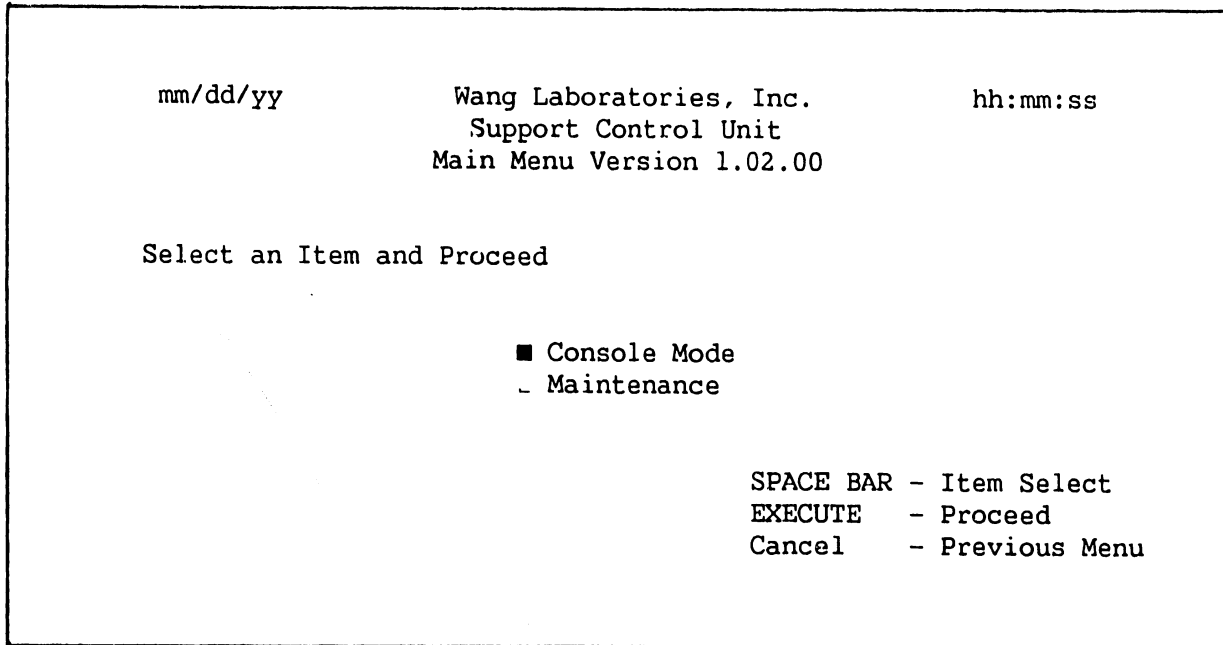 mm/dd/yy Wang Laboratories, Inc. hh:mm:ss
Support Control Unit
Main Menu Version 1.02.00
Select an Item and Proceed
■ Console Mode
_ Maintenance
SPACE BAR - Item Select
EXECUTE - Proceed
Cancel - Previous Menu